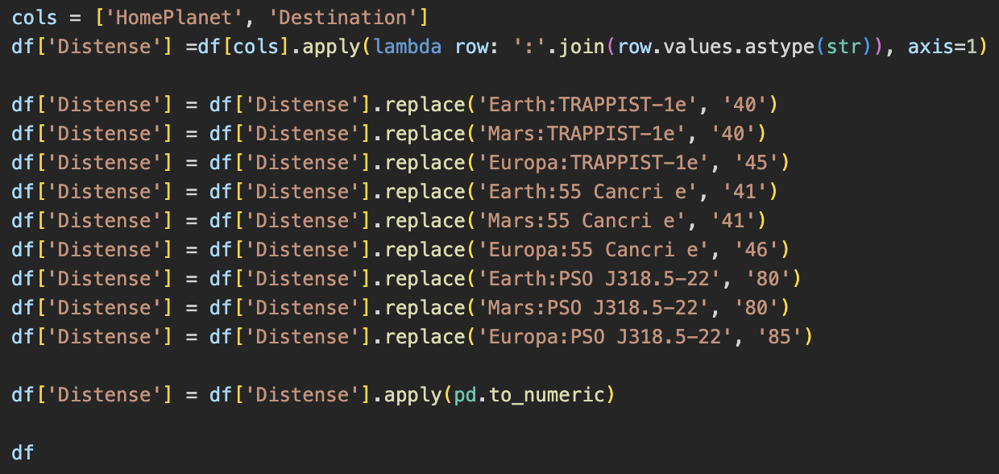 cols = ['HomePlanet', 'Destination']
df['Distense'] =df[cols].apply(lambda row: ':'.join(row.values.astype(str)), axis=1)
df['Distense'] = df['Distense'].replace('Earth:TRAPPIST-1e', '40')
df['Distense'] = df['Distense'].replace('Mars:TRAPPIST-1e', '40')
df['Distense'] = df['Distense'].replace('Europa:TRAPPIST-1e', '45')
df['Distense'] = df['Distense'].replace('Earth:55 Cancri e', '41')
df['Distense'] = df['Distense'].replace('Mars:55 Cancri e', '41')
df['Distense'] = df['Distense'].replace('Europa:55 Cancri e', '46')
df['Distense'] = df['Distense'].replace('Earth:PSO J318.5-22', '80')
df['Distense'] = df['Distense'].replace('Mars:PSO J318.5-22', '80')
df['Distense'] = df['Distense'].replace('Europa:PSO J318.5-22', '85')
df['Distense'] = df['Distense'].apply(pd.to_numeric)
df